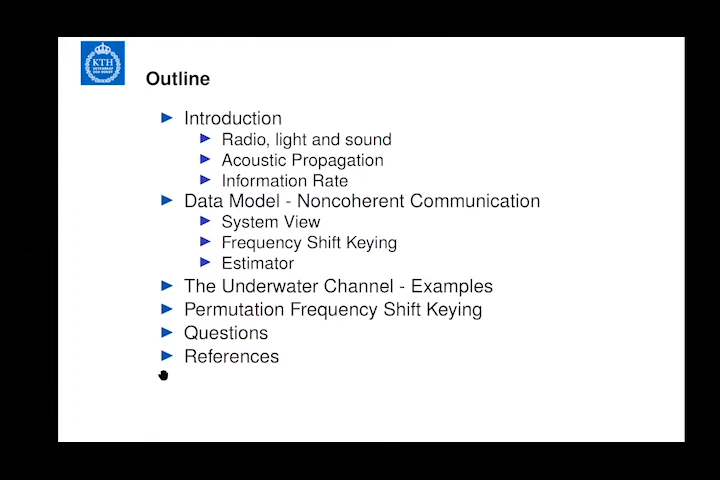 KTH
Outline
Introduction
Radio, light and sound
Acoustic Propagation
Information Rate
Data Model - Noncoherent Communication
System View
Frequency Shift Keying
Estimator
The Underwater Channel - Examples
Permutation Frequency Shift Keying
Questions
References